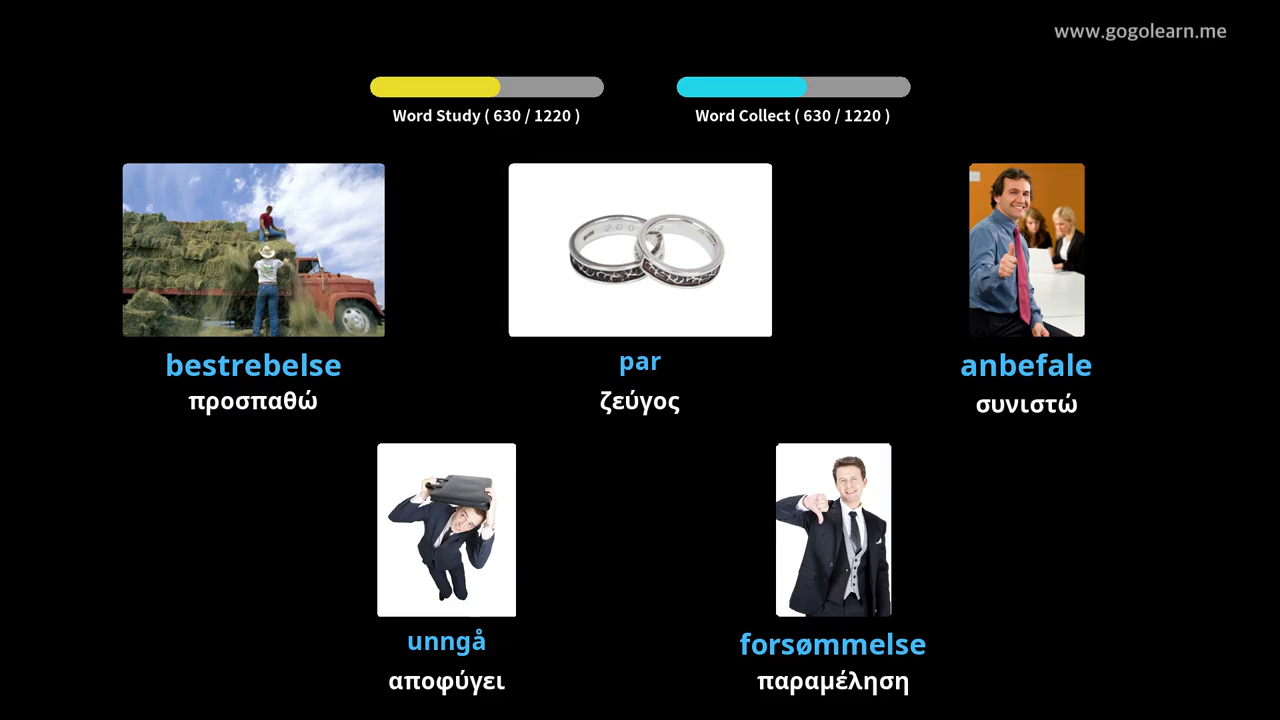 www.gogolearn.me
Word Study ( 630 / 1220 )
Word Collect ( 630 / 1220 )
bestrebelse
προσπαθώ
par
ζεύγος
anbefale
συνιστώ
unngå
αποφύγει
forsømmelse
παραμέληση